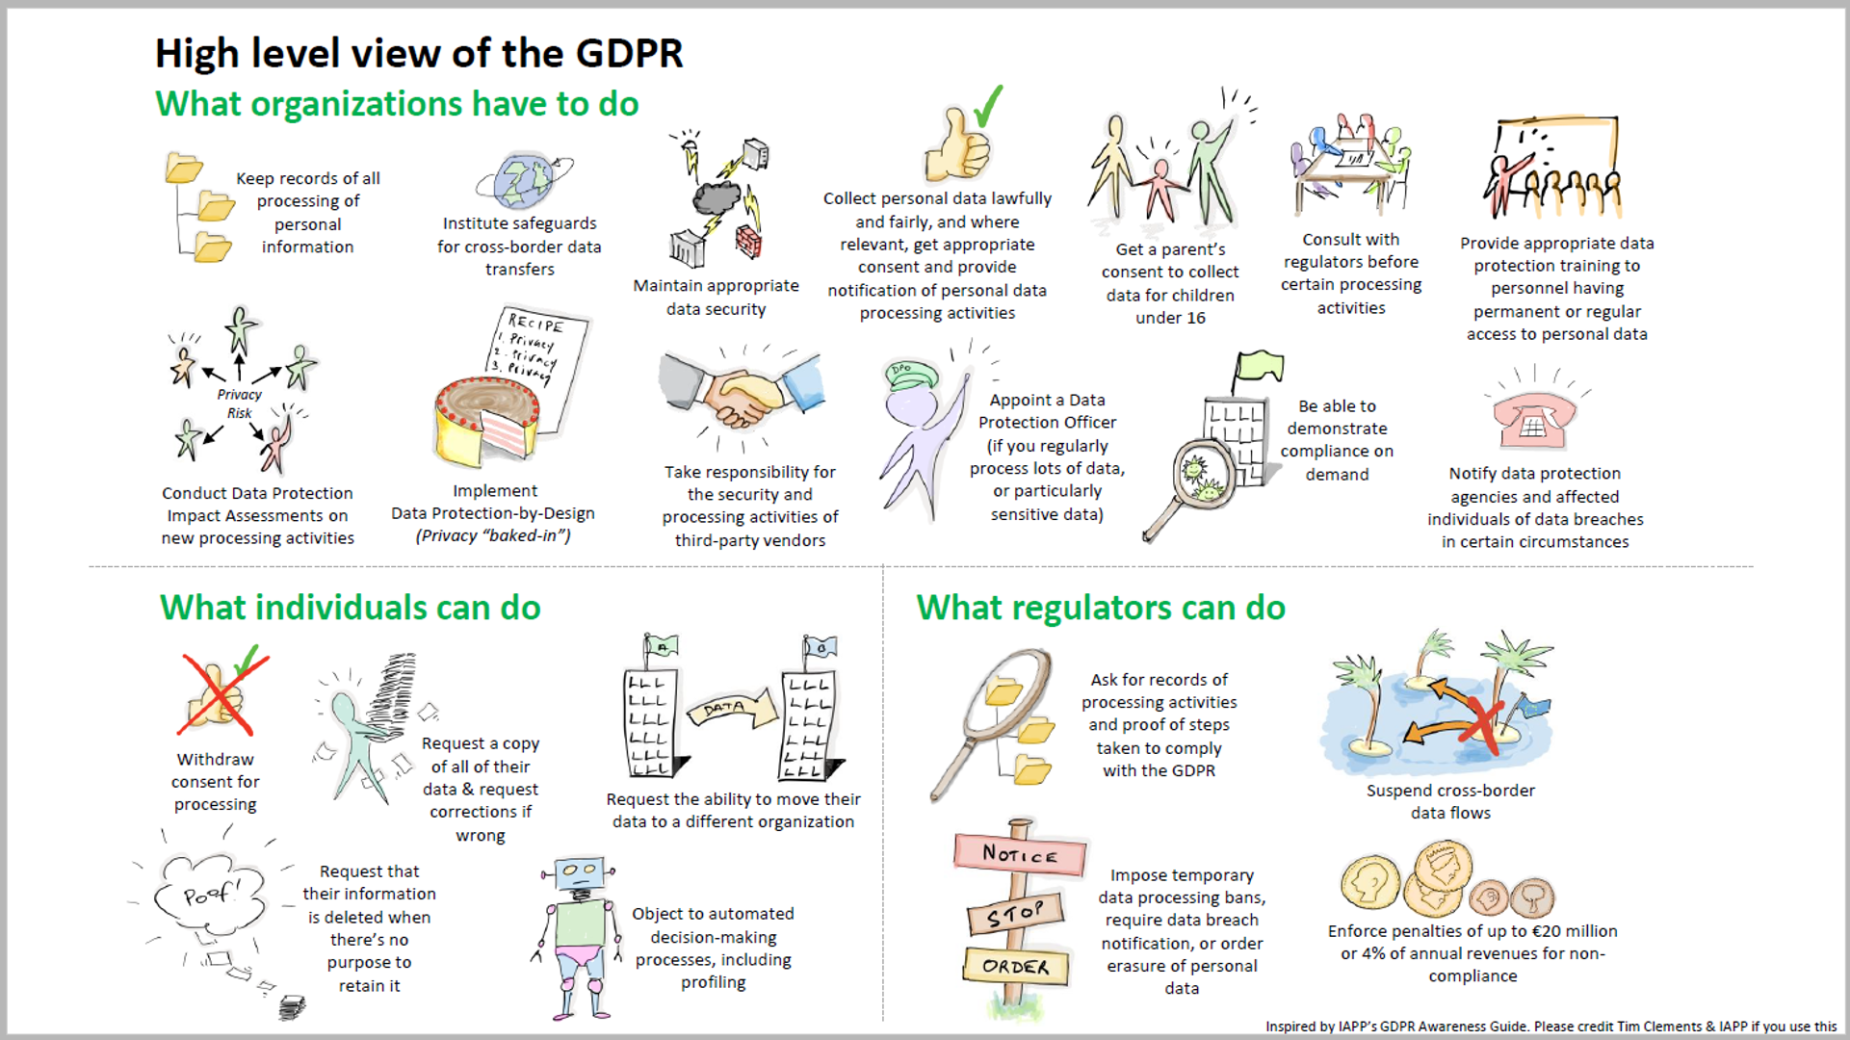 High level view of the GDPR
What organizations have to do
Keep records of all
processing of
personal
information
Institute safeguards
for cross-border data
transfers
Maintain appropriate
data security
Collect personal data lawfully
and fairly, and where
relevant, get appropriate
consent and provide
notification of personal data
processing activities
Get a parent's
consent to collect
data for children
under 16
Consult with
regulators before
certain processing
activities
Provide appropriate data
protection training to
personnel having
permanent or regular
access to personal data
Privacy
Risk
Conduct Data Protection
Impact Assessments on
new processing activities
RECIPE
1. Privacy
2. Privacy
3. Privacy
Implement
Data Protection-by-Design
(Privacy “baked-in”)
Take responsibility for
the security and
processing activities of
third-party vendors
DPO
Appoint a Data
Protection Officer
(if you regularly
process lots of data,
or particularly
sensitive data)
Be able to
demonstrate
compliance on
demand
Notify data protection
agencies and affected
individuals of data breaches
in certain circumstances
What individuals can do
Withdraw
consent for
processing
Request a copy
of all of their
data & request
corrections if
wrong
A
B
DATA
Request the ability to move their
data to a different organization
Poof!
Request that
their information
is deleted when
there's no
purpose to
retain it
Object to automated
decision-making
processes, including
profiling
What regulators can do
Ask for records of
processing activities
and proof of steps
taken to comply
with the GDPR
Suspend cross-border
data flows
NOTICE
STOP
ORDER
Impose temporary
data processing bans,
require data breach
notification, or order
erasure of personal
data
Enforce penalties of up to €20 million
or 4% of annual revenues for non-
compliance
Inspired by IAPP's GDPR Awareness Guide. Please credit Tim Clements & IAPP if you use this